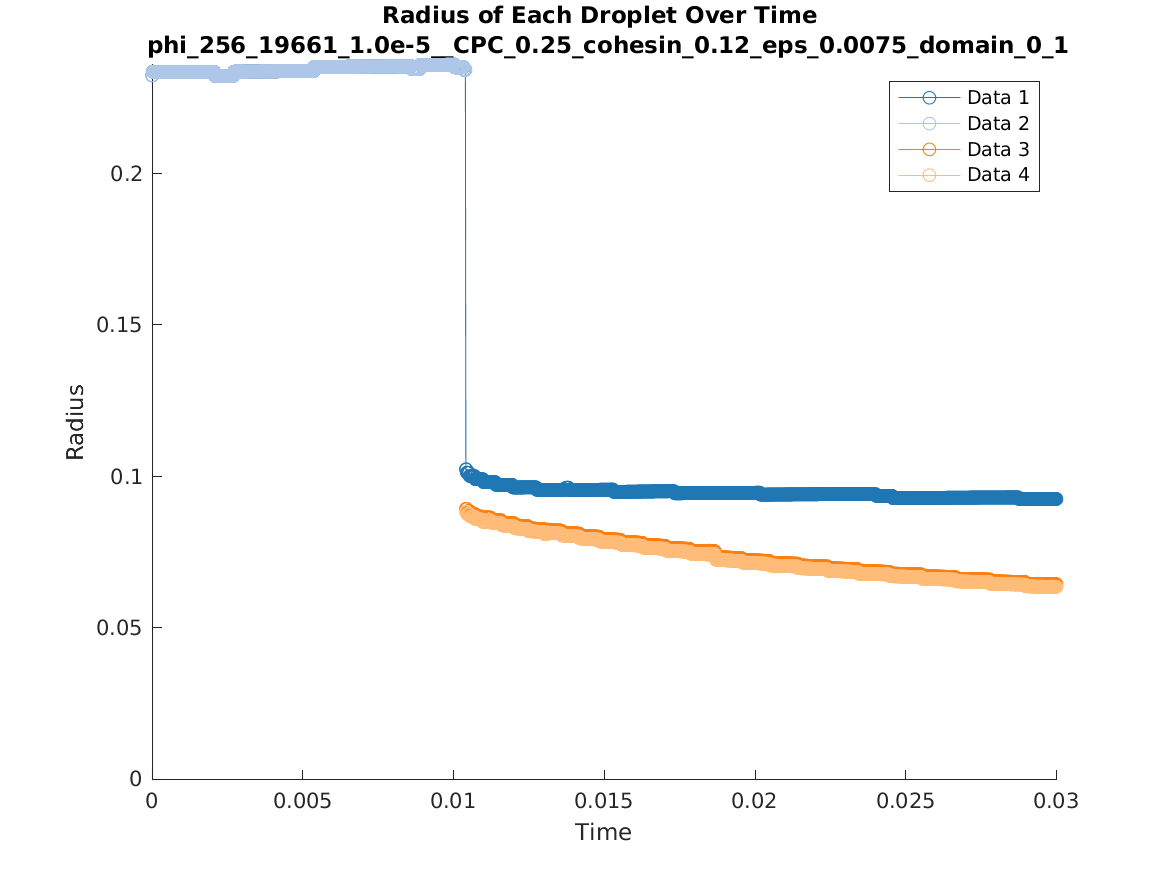 Radius of Each Droplet Over Time
phi_256_19661_1.0e-5__CPC_0.25_cohesin_0.12_eps_0.0075_domain_0_1
Data 1
Data 2
Data 3
Data 4
0.2
0.15
0.1
0.05
0
Radius
0
0.005
0.01
0.015
0.02
0.025
0.03
Time